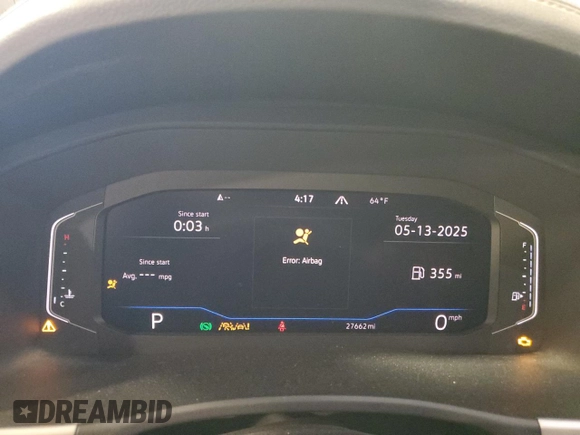 4:17
64°F
Since start
0:03 h
Tuesday
05-13-2025
Error: Airbag
Since start
Avg. --- mpg
355 mi
H
C
F
E
P
27662 mi
0 mph
DREAMBID